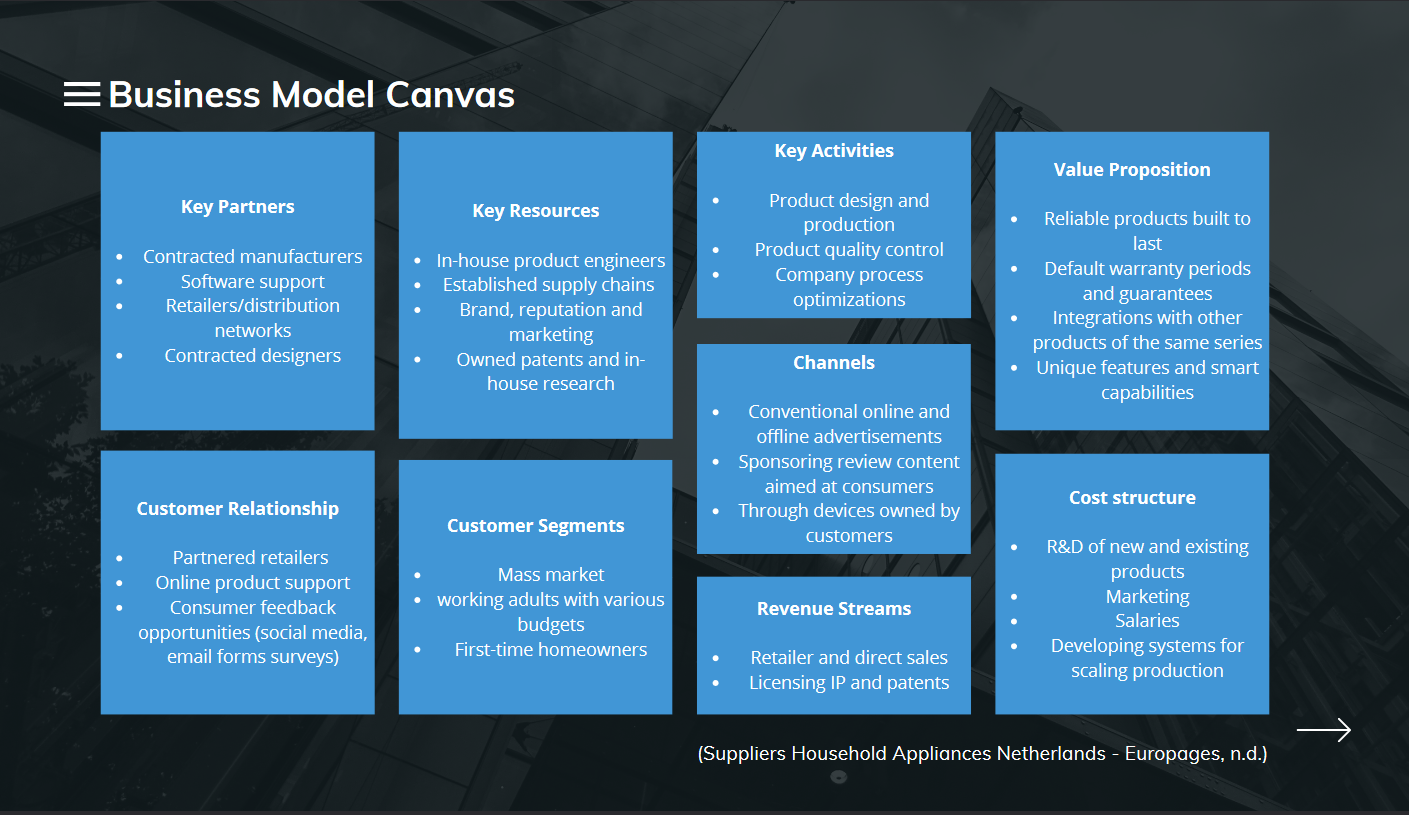 Business Model Canvas
Key Partners
Contracted manufacturers
Software support
Retailers/distribution
networks
Contracted designers
Key Resources
In-house product engineers
Established supply chains
Brand, reputation and
marketing
Owned patents and in-
house research
Key Activities
Product design and
production
Product quality control
Company process
optimizations
Value Proposition
Reliable products built to
last
Default warranty periods
and guarantees
Integrations with other
products of the same series
Unique features and smart
capabilities
Customer Relationship
Partnered retailers
Online product support
Consumer feedback
opportunities (social media,
email forms surveys)
Customer Segments
Mass market
working adults with various
budgets
First-time homeowners
Channels
Conventional online and
offline advertisements
Sponsoring review content
aimed at consumers
Through devices owned by
customers
Revenue Streams
Retailer and direct sales
Licensing IP and patents
Cost structure
R&D of new and existing
products
Marketing
Salaries
Developing systems for
scaling production
(Suppliers Household Appliances Netherlands - Europages, n.d.)